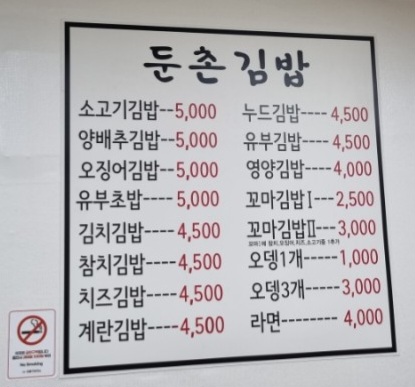 둔촌김밥
소고기김밥--5,000
양배추김밥--5,000
오징어김밥--5,000
유부초밥----5,000
김치김밥----4,500
참치김밥----4,500
치즈김밥----4,500
계란김밥----4,500
누드김밥----4,500
유부김밥----4,500
영양김밥----4,000
꼬마김밥Ⅰ---2,500
꼬마김밥Ⅱ---3,000
오뎅1개-----1,000
오뎅3개-----3,000
라면--------4,000
No Smoking